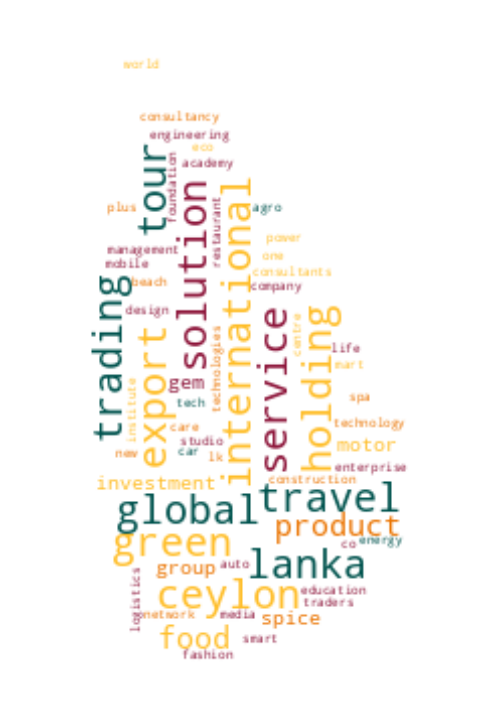 world
consultancy
engineering
eco
tour
foundation
academy
solution
restaurant
international
plus
agro
power
management
one
mobile
consultants
trading
beach
company
design
export
service
centre
holding
technologies
life
mart
gem
institute
tech
spa
care
technology
studio
motor
new
car
lk
enterprise
investment
construction
global
travel
product
green
co
energy
lanka
group
auto
logistics
ceylon
education
traders
network
media
spice
food
smart
fashion